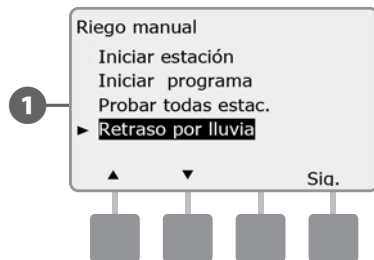 Riego manual
Iniciar estación
Iniciar programa
Probar todas estac.
► Retraso por lluvia
▲ ▼ Sig.
1